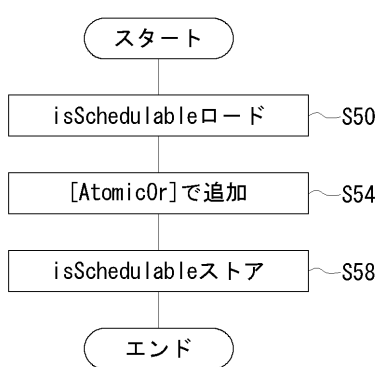 スタート
isSchedulableロード S50
[AtomicOr]で追加 S54
isSchedulableストア S58
エンド